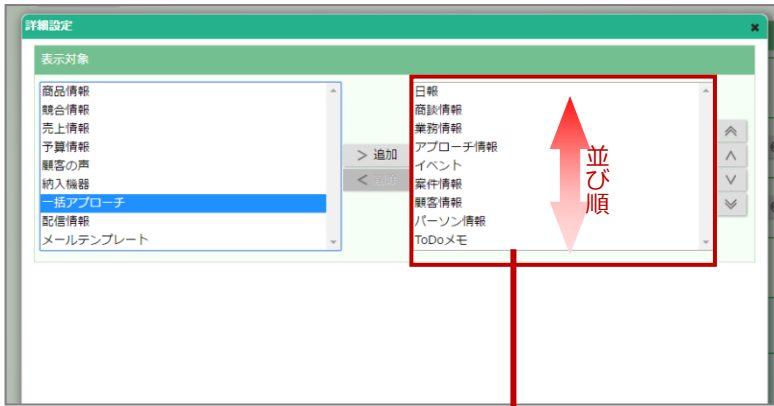 詳細設定
×
表示対象
商品情報
競合情報
売上情報
予算情報
顧客の声
納入機器
一括アプローチ
配信情報
メールテンプレート
> 追加
<
日報
商談情報
業務情報
アプローチ情報
イベント
案件情報
顧客情報
パーソン情報
ToDoメモ
並び順